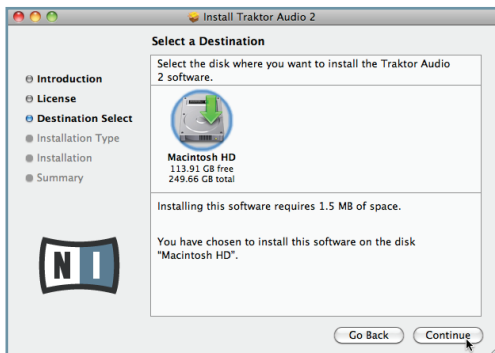 Install Traktor Audio 2
Select a Destination
Introduction
License
Destination Select
Installation Type
Installation
Summary
Select the disk where you want to install the Traktor Audio
2 software.
Macintosh HD
113.91 GB free
249.66 GB total
Installing this software requires 1.5 MB of space.
You have chosen to install this software on the disk
"Macintosh HD".
NI
Go Back
Continue